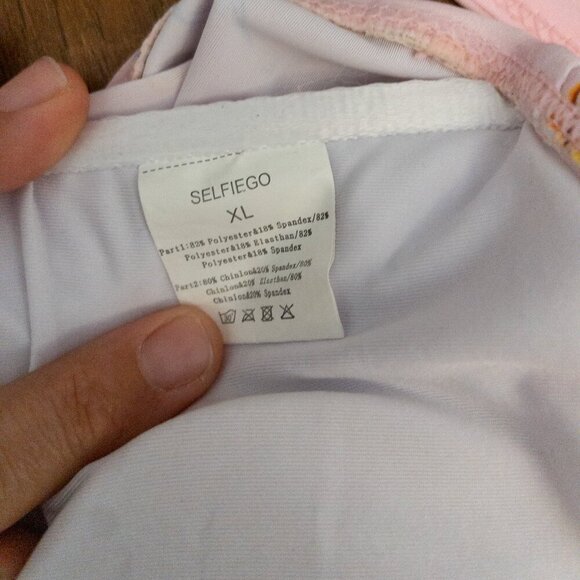 SELFIEGO
XL
Part1:82% Polyester&18% Spandex/82%
Polyester&18% Elasthan/82%
Polyester&18% Spandex
Part2:80% Chinlon&20% Spandex/80%
Chinlon&20% Elasthan/80%
Chinlon&20% Spandex
30